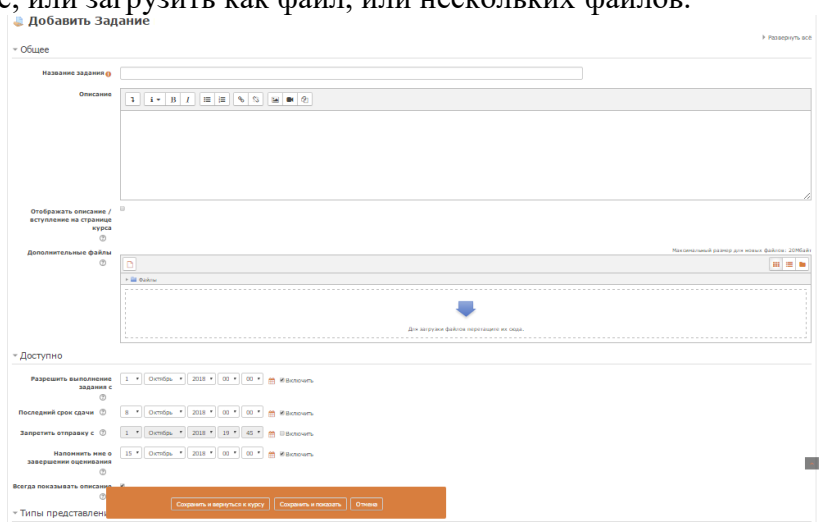 е, или загрузить как файл, или нескольких файлов.
Добавить Задание
Развернуть всё
Общее
Название задания
Описание
B I
Отображать описание /
вступление на странице
курса
Дополнительные файлы
Максимальный размер для новых файлов: 20Мбайт
Файлы
Для загрузки файлов перетащите их сюда.
Доступно
Разрешить выполнение
задания с
1 Октябрь 2018 00 00 Включить
Последний срок сдачи 8 Октябрь 2018 00 00 Включить
Запретить отправку с 1 Октябрь 2018 19 45 Включить
Напомнить мне о
завершении оценивания
15 Октябрь 2018 00 00 Включить
Всегда показывать описание
Сохранить и вернуться к курсу Сохранить и показать Отмена
Типы представлен